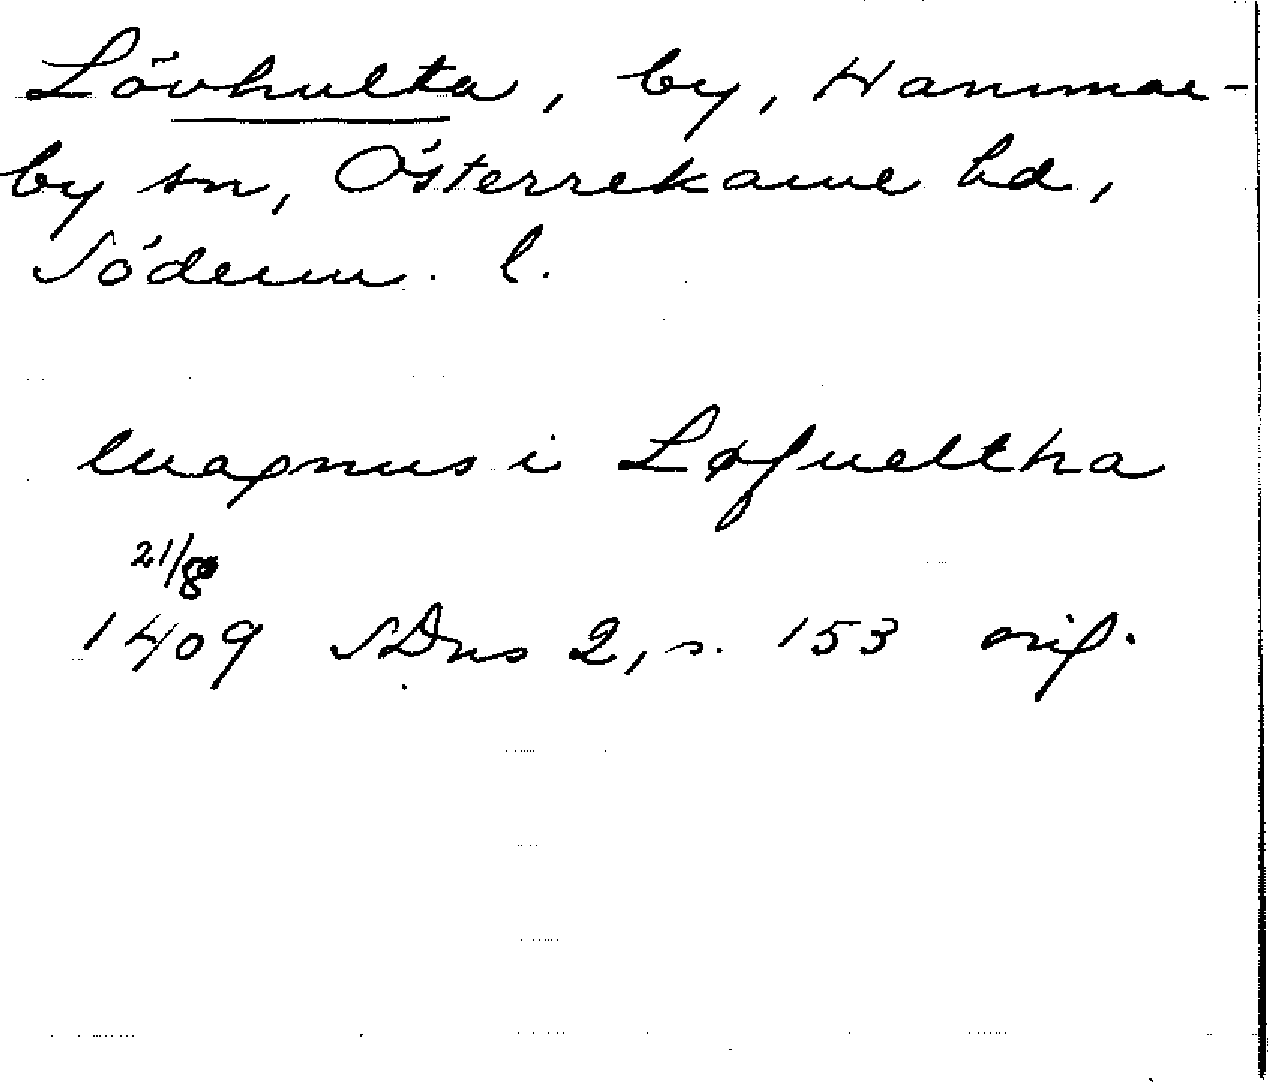 Lövhulta, by, Hammar-
by sn, Österrekarne hd,
Söderm. l.
Magnus i Løfueltha
21/8
1409 SDns 2, s. 153 orig.